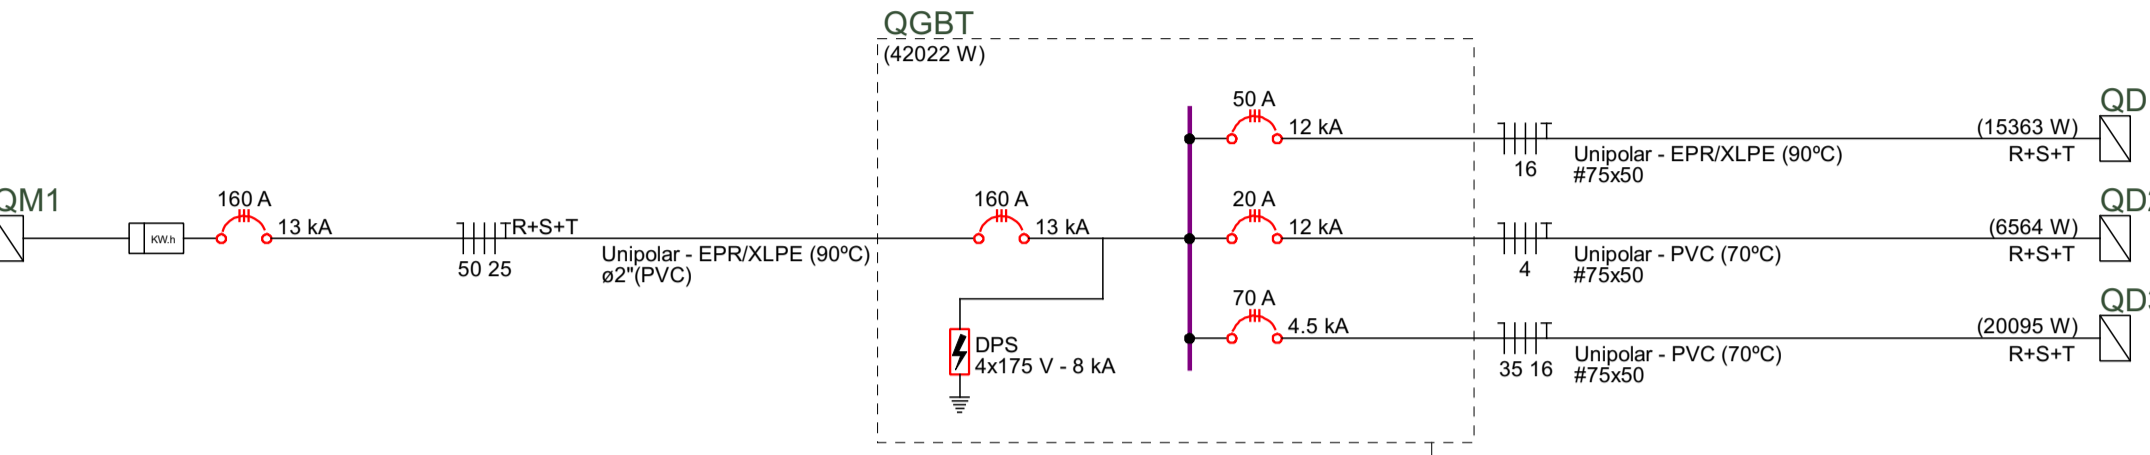 QGBT
(42022 W)
QM1
KW.h
160 A
13 kA
50 25
R+S+T
Unipolar - EPR/XLPE (90ºC)
ø2"(PVC)
160 A
13 kA
DPS
4x175 V - 8 kA
50 A
12 kA
16
Unipolar - EPR/XLPE (90ºC)
#75x50
(15363 W)
R+S+T
QD
20 A
12 kA
4
Unipolar - PVC (70ºC)
#75x50
(6564 W)
R+S+T
QD2
70 A
4.5 kA
35 16
Unipolar - PVC (70ºC)
#75x50
(20095 W)
R+S+T
QD3